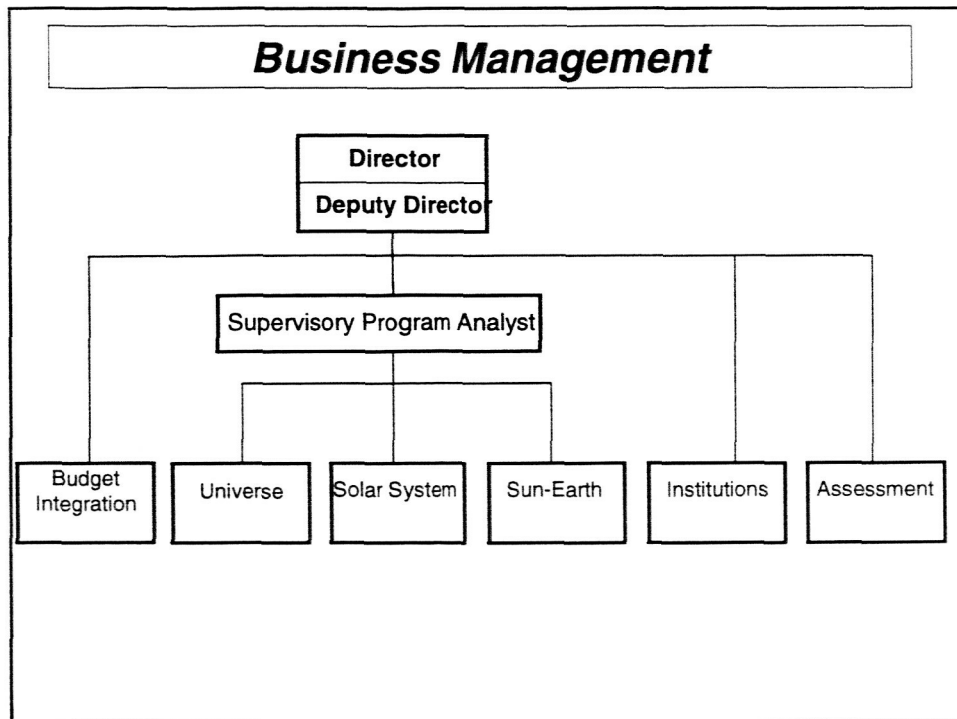 Business Management
Director
Deputy Director
Supervisory Program Analyst
Budget
Integration
Universe
Solar System
Sun-Earth
Institutions
Assessment